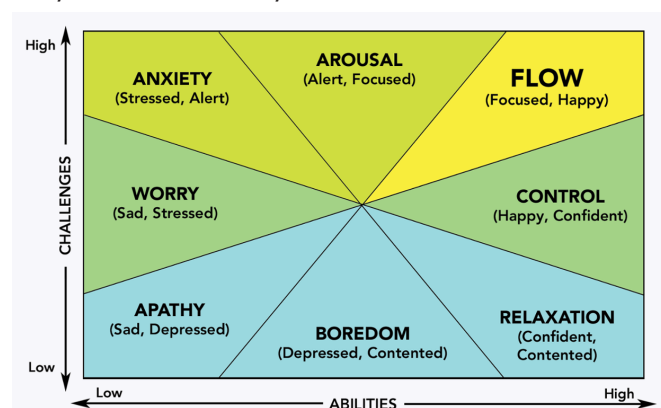 High
ANXIETY
(Stressed, Alert)
AROUSAL
(Alert, Focused)
FLOW
(Focused, Happy)
CHALLENGES
WORRY
(Sad, Stressed)
CONTROL
(Happy, Confident)
APATHY
(Sad, Depressed)
BOREDOM
(Depressed, Contented)
RELAXATION
(Confident,
Contented)
Low
Low
ABILITIES
High